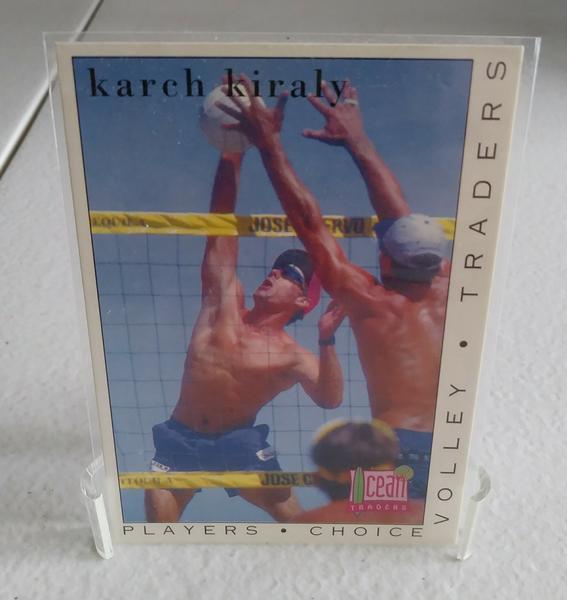 karch kiraly
JOSE CUERVO
JOSE C
Ocean
TRADERS
PLAYERS • CHOICE
VOLLEY • TRADERS